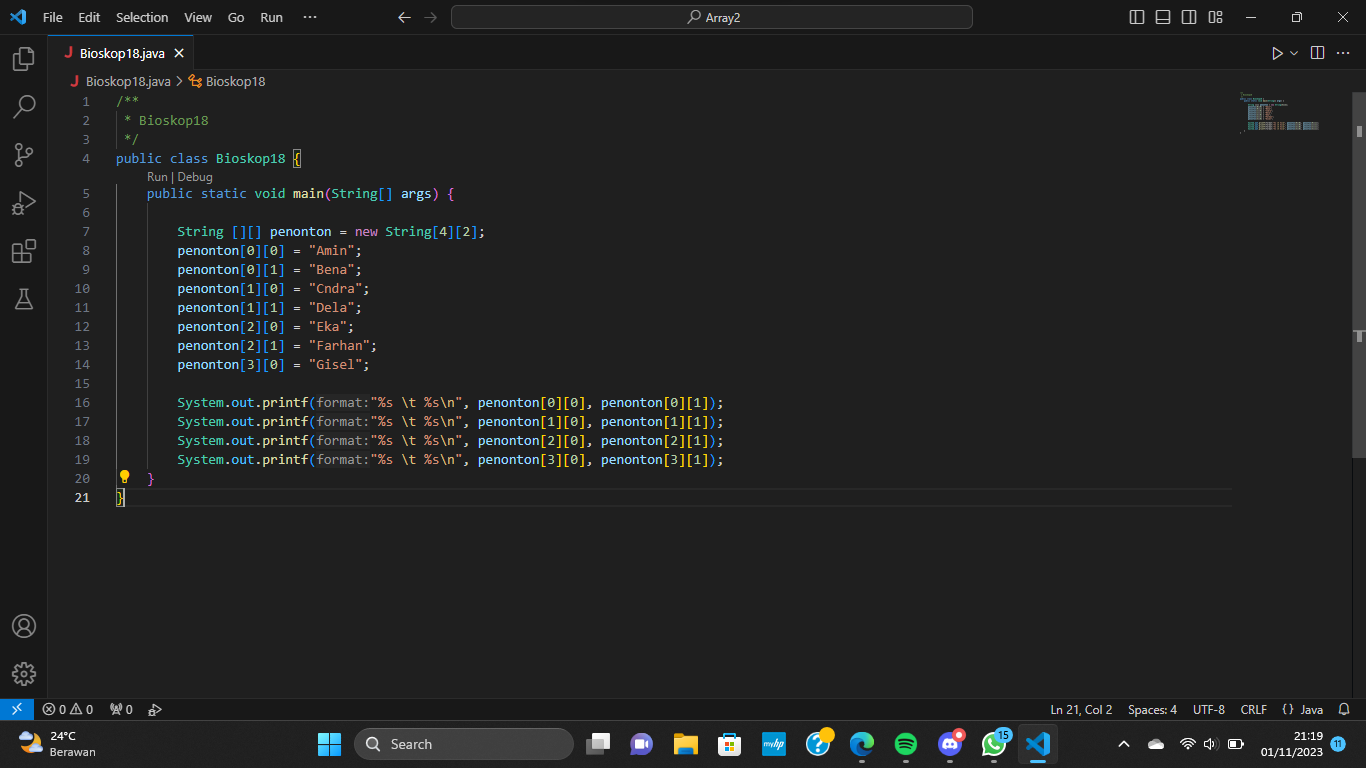 File Edit Selection View Go Run ···
Array2
Bioskop18.java
Bioskop18.java > Bioskop18
1 /**
2  * Bioskop18
3  */
4 public class Bioskop18 {
Run | Debug
5     public static void main(String[] args) {
6
7         String [][] penonton = new String[4][2];
8         penonton[0][0] = "Amin";
9         penonton[0][1] = "Bena";
10         penonton[1][0] = "Cndra";
11         penonton[1][1] = "Dela";
12         penonton[2][0] = "Eka";
13         penonton[2][1] = "Farhan";
14         penonton[3][0] = "Gisel";
15
16         System.out.printf(format:"%s \t %s\n", penonton[0][0], penonton[0][1]);
17         System.out.printf(format:"%s \t %s\n", penonton[1][0], penonton[1][1]);
18         System.out.printf(format:"%s \t %s\n", penonton[2][0], penonton[2][1]);
19         System.out.printf(format:"%s \t %s\n", penonton[3][0], penonton[3][1]);
20     }
21 }
0 0 0 Ln 21, Col 2 Spaces: 4 UTF-8 CRLF {} Java
24°C
Berawan
Search
myhp
15
21:19
01/11/2023
11